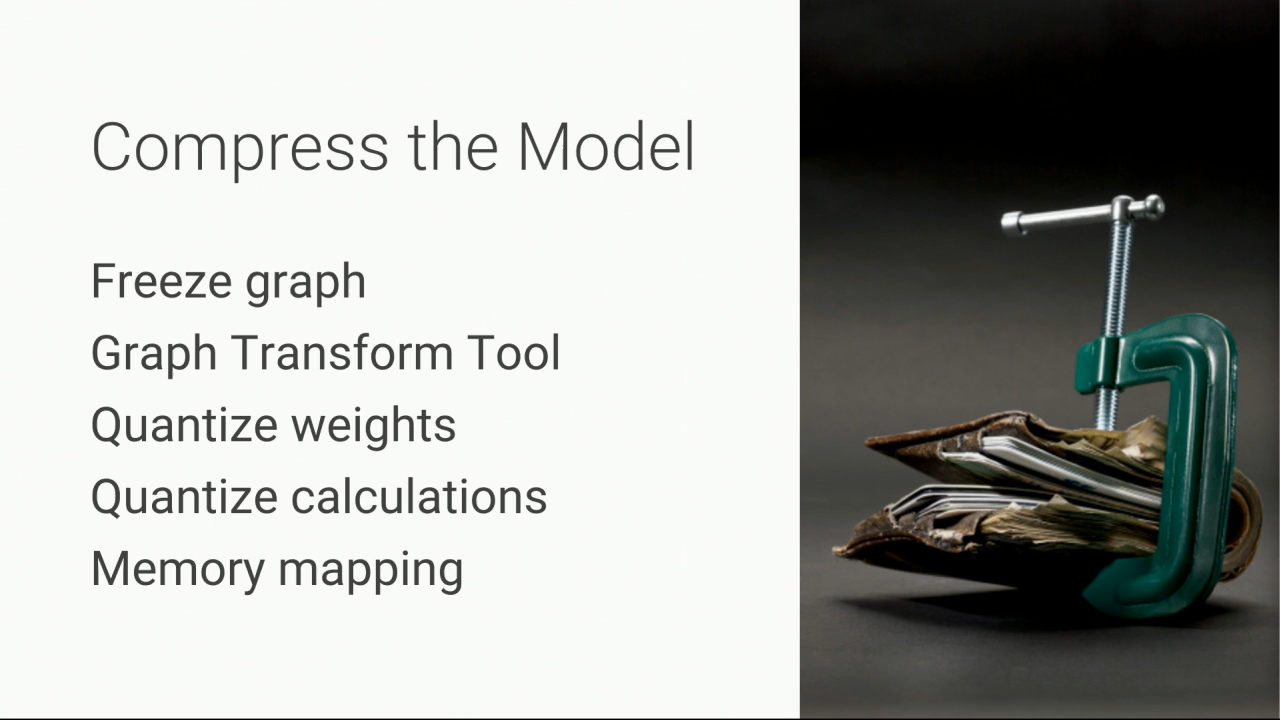 Compress the Model
Freeze graph
Graph Transform Tool
Quantize weights
Quantize calculations
Memory mapping